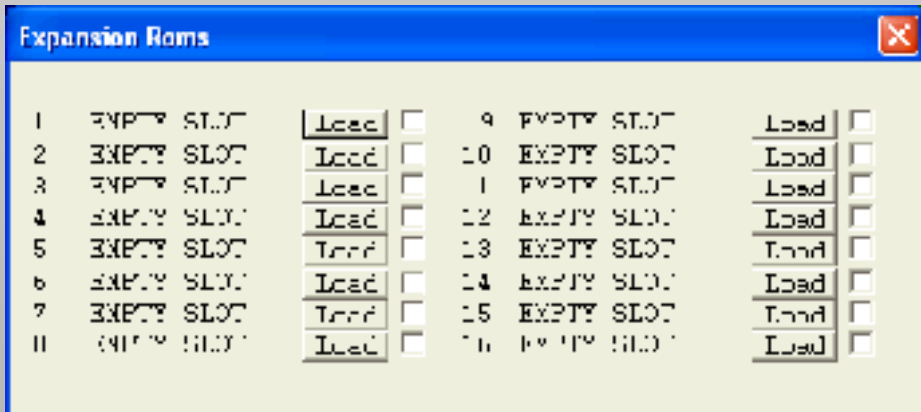 Expansion Roms
1 EMPTY SLOT Load 9 EMPTY SLOT Load
2 EMPTY SLOT Load 10 EMPTY SLOT Load
3 EMPTY SLOT Load 11 EMPTY SLOT Load
4 EMPTY SLOT Load 12 EMPTY SLOT Load
5 EMPTY SLOT Load 13 EMPTY SLOT Load
6 EMPTY SLOT Load 14 EMPTY SLOT Load
7 EMPTY SLOT Load 15 EMPTY SLOT Load
8 EMPTY SLOT Load 16 EMPTY SLOT Load